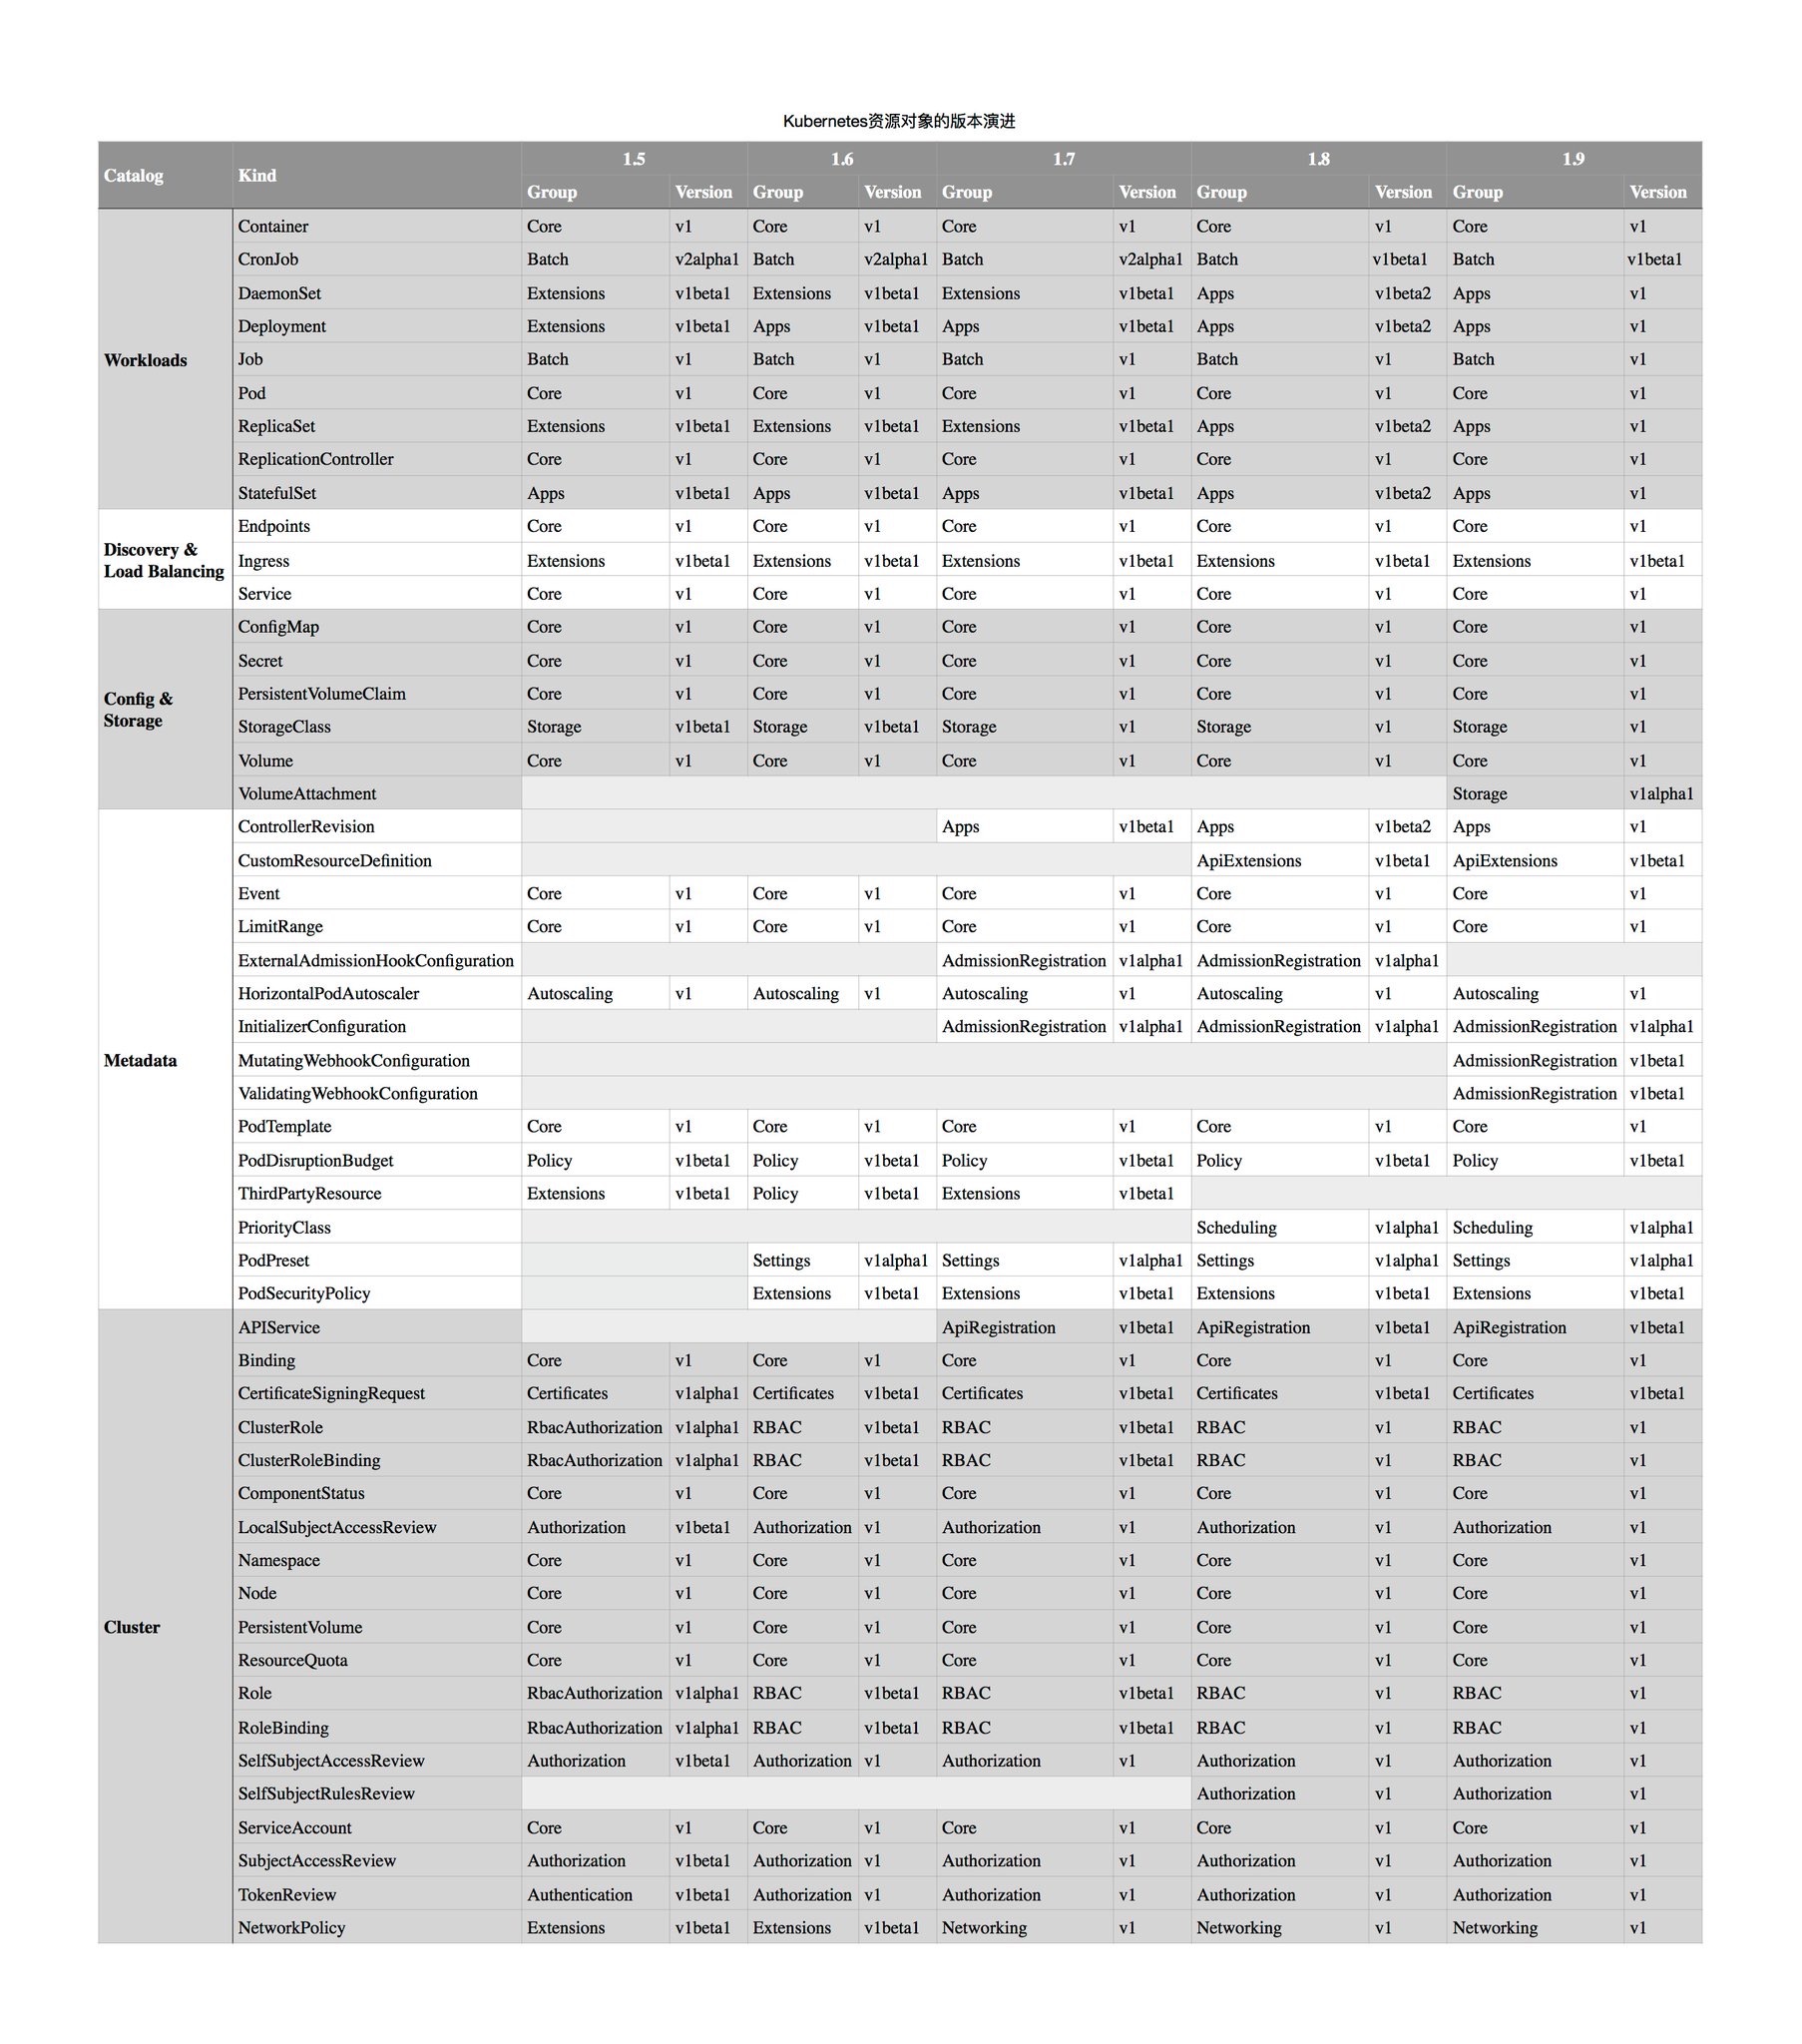 Kubernetes资源对象的版本演进
Catalog Kind 1.5 1.6 1.7 1.8 1.9
Group Version Group Version Group Version Group Version Group Version
Workloads
Container Core v1 Core v1 Core v1 Core v1 Core v1
CronJob Batch v2alpha1 Batch v2alpha1 Batch v2alpha1 Batch v1beta1 Batch v1beta1
DaemonSet Extensions v1beta1 Extensions v1beta1 Extensions v1beta1 Apps v1beta2 Apps v1
Deployment Extensions v1beta1 Apps v1beta1 Apps v1beta1 Apps v1beta2 Apps v1
Job Batch v1 Batch v1 Batch v1 Batch v1 Batch v1
Pod Core v1 Core v1 Core v1 Core v1 Core v1
ReplicaSet Extensions v1beta1 Extensions v1beta1 Extensions v1beta1 Apps v1beta2 Apps v1
ReplicationController Core v1 Core v1 Core v1 Core v1 Core v1
StatefulSet Apps v1beta1 Apps v1beta1 Apps v1beta1 Apps v1beta2 Apps v1
Discovery &
Load Balancing
Endpoints Core v1 Core v1 Core v1 Core v1 Core v1
Ingress Extensions v1beta1 Extensions v1beta1 Extensions v1beta1 Extensions v1beta1 Extensions v1beta1
Service Core v1 Core v1 Core v1 Core v1 Core v1
Config &
Storage
ConfigMap Core v1 Core v1 Core v1 Core v1 Core v1
Secret Core v1 Core v1 Core v1 Core v1 Core v1
PersistentVolumeClaim Core v1 Core v1 Core v1 Core v1 Core v1
StorageClass Storage v1beta1 Storage v1beta1 Storage v1 Storage v1 Storage v1
Volume Core v1 Core v1 Core v1 Core v1 Core v1
VolumeAttachment Storage v1alpha1
Metadata
ControllerRevision Apps v1beta1 Apps v1beta2 Apps v1
CustomResourceDefinition ApiExtensions v1beta1 ApiExtensions v1beta1
Event Core v1 Core v1 Core v1 Core v1 Core v1
LimitRange Core v1 Core v1 Core v1 Core v1 Core v1
ExternalAdmissionHookConfiguration AdmissionRegistration v1alpha1 AdmissionRegistration v1alpha1
HorizontalPodAutoscaler Autoscaling v1 Autoscaling v1 Autoscaling v1 Autoscaling v1 Autoscaling v1
InitializerConfiguration AdmissionRegistration v1alpha1 AdmissionRegistration v1alpha1 AdmissionRegistration v1alpha1
MutatingWebhookConfiguration AdmissionRegistration v1beta1
ValidatingWebhookConfiguration AdmissionRegistration v1beta1
PodTemplate Core v1 Core v1 Core v1 Core v1 Core v1
PodDisruptionBudget Policy v1beta1 Policy v1beta1 Policy v1beta1 Policy v1beta1 Policy v1beta1
ThirdPartyResource Extensions v1beta1 Policy v1beta1 Extensions v1beta1
PriorityClass Scheduling v1alpha1 Scheduling v1alpha1
PodPreset Settings v1alpha1 Settings v1alpha1 Settings v1alpha1 Settings v1alpha1
PodSecurityPolicy Extensions v1beta1 Extensions v1beta1 Extensions v1beta1 Extensions v1beta1
Cluster
APIService ApiRegistration v1beta1 ApiRegistration v1beta1 ApiRegistration v1beta1
Binding Core v1 Core v1 Core v1 Core v1 Core v1
CertificateSigningRequest Certificates v1alpha1 Certificates v1beta1 Certificates v1beta1 Certificates v1beta1 Certificates v1beta1
ClusterRole RbacAuthorization v1alpha1 RBAC v1beta1 RBAC v1beta1 RBAC v1 RBAC v1
ClusterRoleBinding RbacAuthorization v1alpha1 RBAC v1beta1 RBAC v1beta1 RBAC v1 RBAC v1
ComponentStatus Core v1 Core v1 Core v1 Core v1 Core v1
LocalSubjectAccessReview Authorization v1beta1 Authorization v1 Authorization v1 Authorization v1 Authorization v1
Namespace Core v1 Core v1 Core v1 Core v1 Core v1
Node Core v1 Core v1 Core v1 Core v1 Core v1
PersistentVolume Core v1 Core v1 Core v1 Core v1 Core v1
ResourceQuota Core v1 Core v1 Core v1 Core v1 Core v1
Role RbacAuthorization v1alpha1 RBAC v1beta1 RBAC v1beta1 RBAC v1 RBAC v1
RoleBinding RbacAuthorization v1alpha1 RBAC v1beta1 RBAC v1beta1 RBAC v1 RBAC v1
SelfSubjectAccessReview Authorization v1beta1 Authorization v1 Authorization v1 Authorization v1 Authorization v1
SelfSubjectRulesReview Authorization v1 Authorization v1
ServiceAccount Core v1 Core v1 Core v1 Core v1 Core v1
SubjectAccessReview Authorization v1beta1 Authorization v1 Authorization v1 Authorization v1 Authorization v1
TokenReview Authentication v1beta1 Authorization v1 Authorization v1 Authorization v1 Authorization v1
NetworkPolicy Extensions v1beta1 Extensions v1beta1 Networking v1 Networking v1 Networking v1